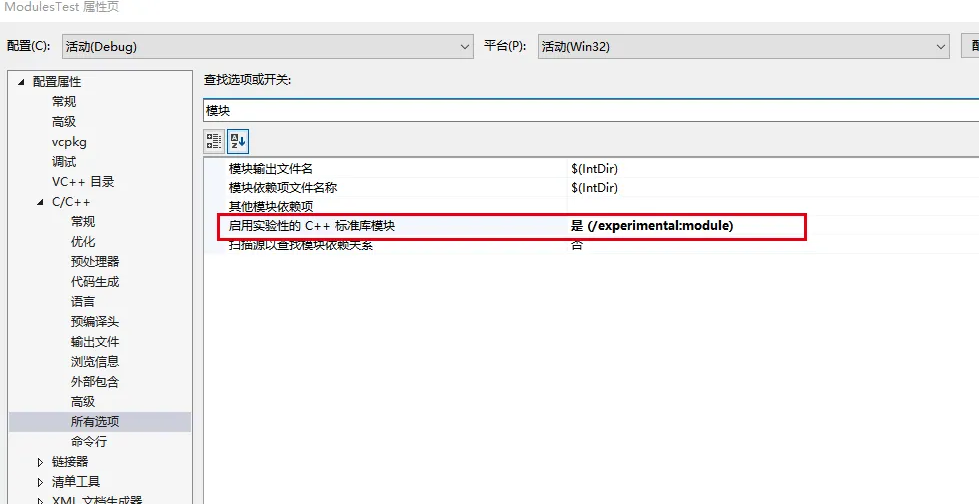 ModulesTest 属性页
配置(C):
活动(Debug)
平台(P):
活动(Win32)
配置属性
常规
高级
vcpkg
调试
VC++ 目录
C/C++
常规
优化
预处理器
代码生成
语言
预编译头
输出文件
浏览信息
外部包含
高级
所有选项
命令行
链接器
清单工具
XML 文档生成器
查找选项或开关:
模块
模块输出文件名 $(IntDir)
模块依赖项文件名称 $(IntDir)
其他模块依赖项
启用实验性的 C++ 标准库模块 是 (/experimental:module)
扫描源以查找模块依赖关系 否